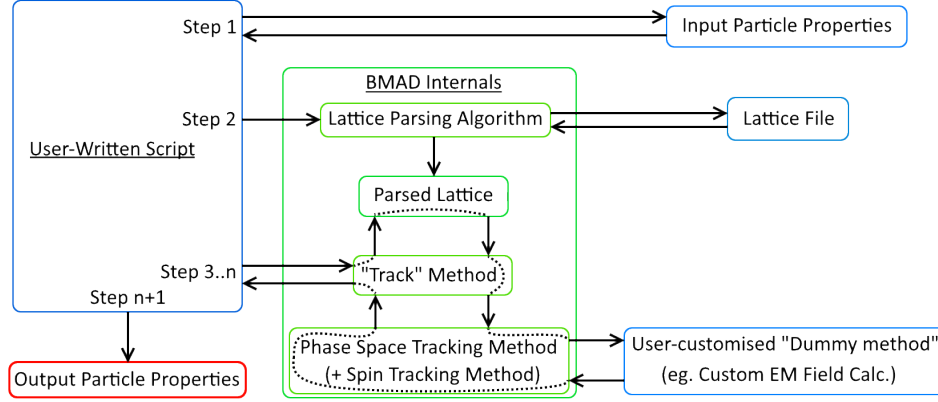 Step 1
Input Particle Properties
BMAD Internals
Step 2
Lattice Parsing Algorithm
Lattice File
User-Written Script
Parsed Lattice
Step 3..n
"Track" Method
Step n+1
Phase Space Tracking Method
(+ Spin Tracking Method)
User-customised "Dummy method"
(eg. Custom EM Field Calc.)
Output Particle Properties